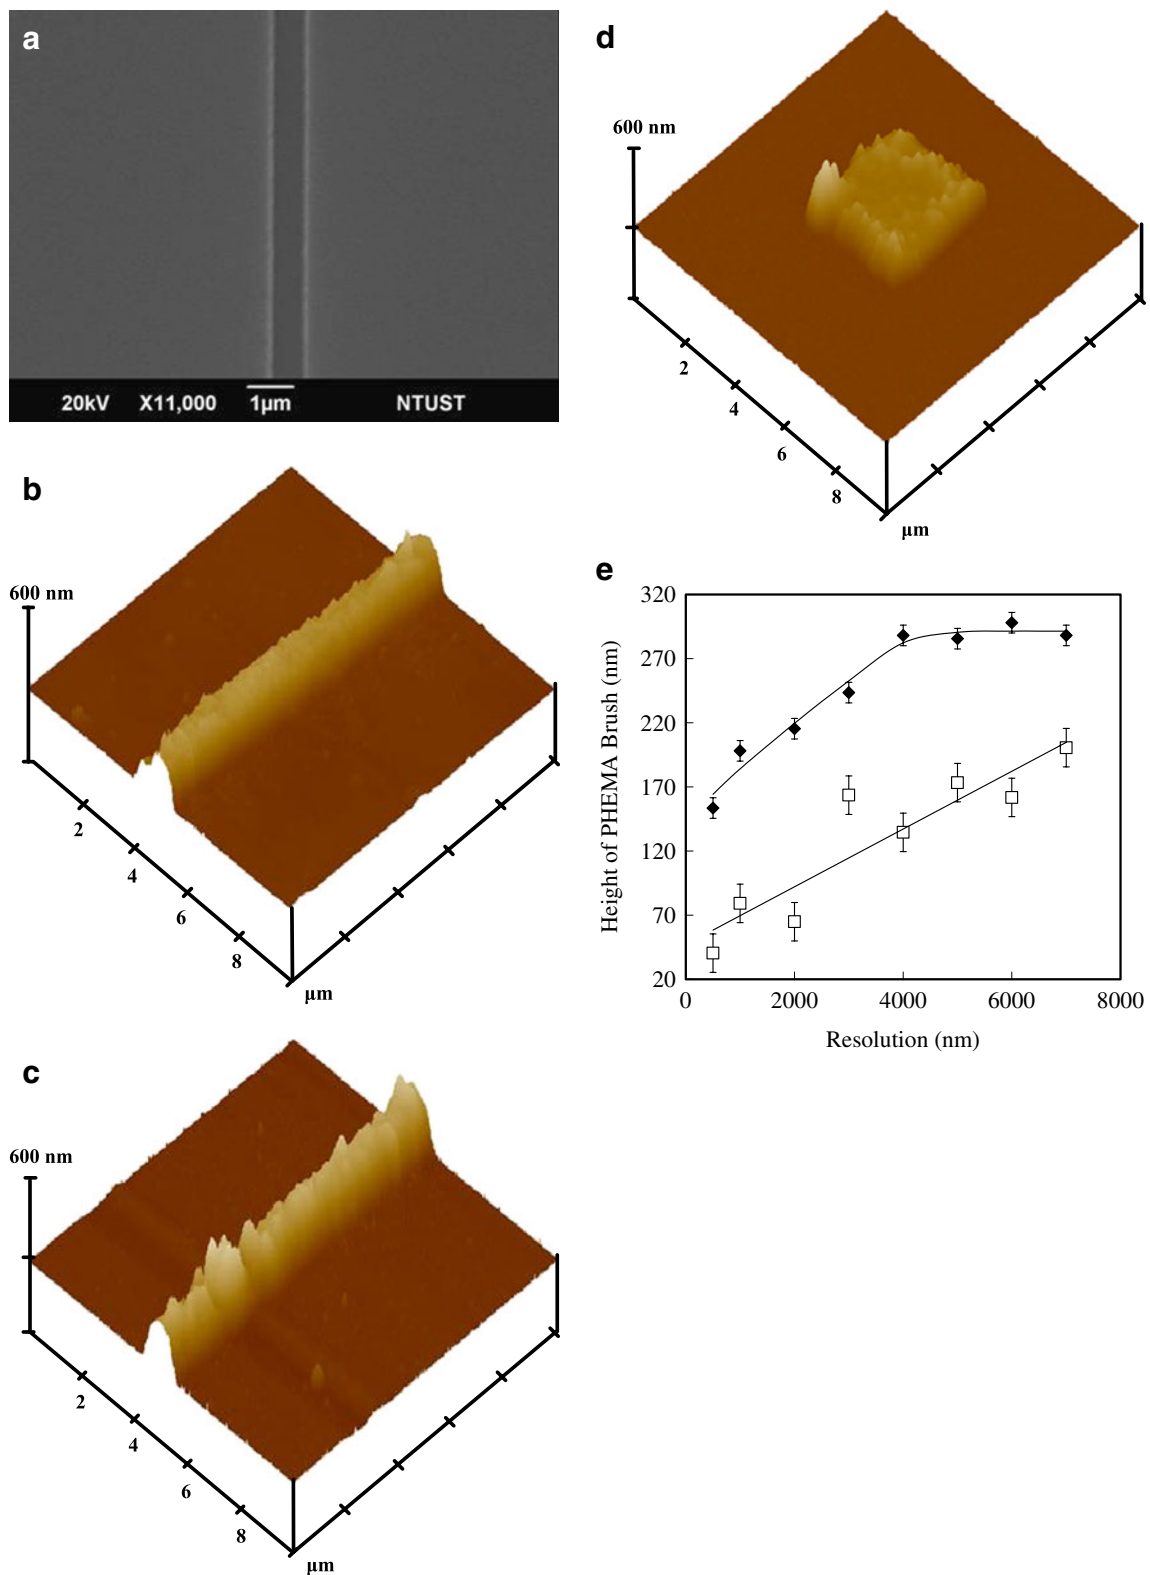 a
20kV X11,000 1μm NTUST
b
600 nm
2
4
6
8
μm
c
600 nm
2
4
6
8
μm
d
600 nm
2
4
6
8
μm
e
Height of PHEMA Brush (nm)
320
270
220
170
120
70
20
0 2000 4000 6000 8000
Resolution (nm)